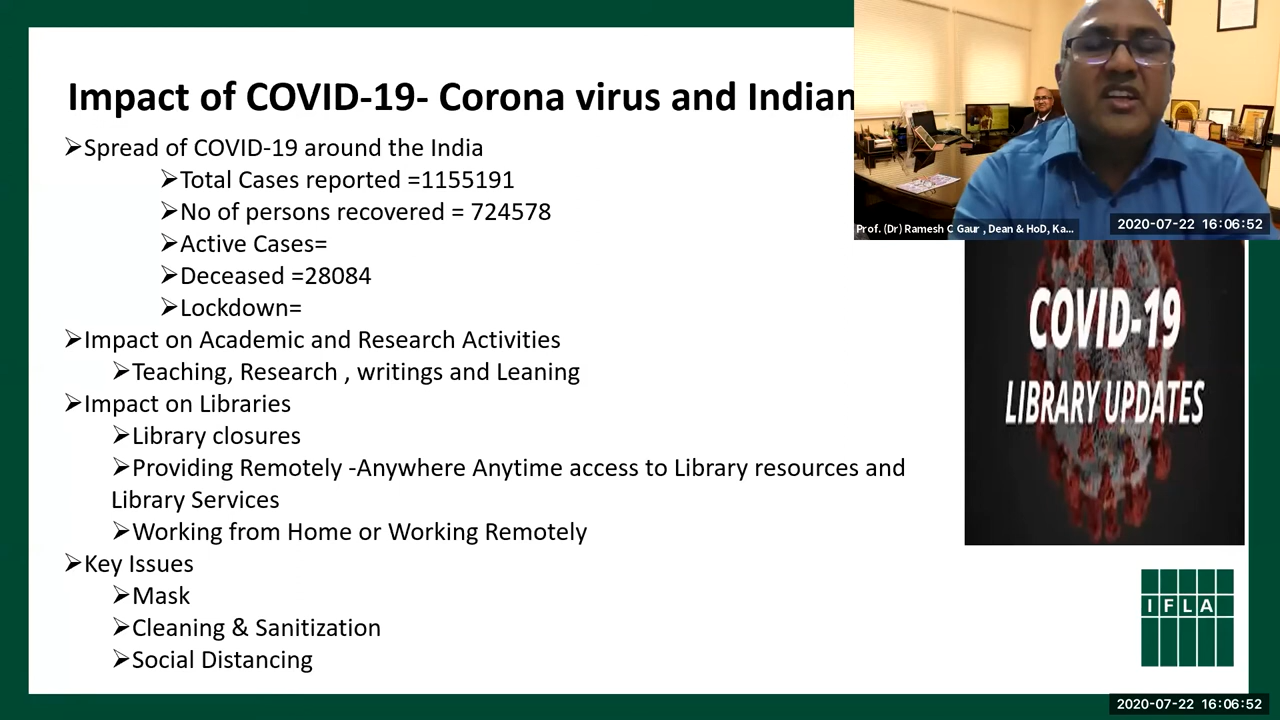 Impact of COVID-19- Corona virus and Indian
➢Spread of COVID-19 around the India
➢Total Cases reported =1155191
➢No of persons recovered = 724578
➢Active Cases=
➢Deceased =28084
➢Lockdown=
➢Impact on Academic and Research Activities
➢Teaching, Research , writings and Leaning
➢Impact on Libraries
➢Library closures
➢Providing Remotely -Anywhere Anytime access to Library resources and
Library Services
➢Working from Home or Working Remotely
➢Key Issues
➢Mask
➢Cleaning & Sanitization
➢Social Distancing
Prof. (Dr) Ramesh C Gaur , Dean & HoD, Ka...
2020-07-22 16:06:52
COVID-19
LIBRARY UPDATES
IFLA
2020-07-22 16:06:52